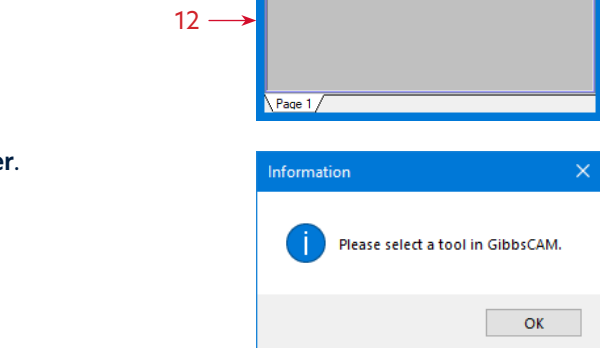 12
Page 1
er.
Information
Please select a tool in GibbsCAM.
OK